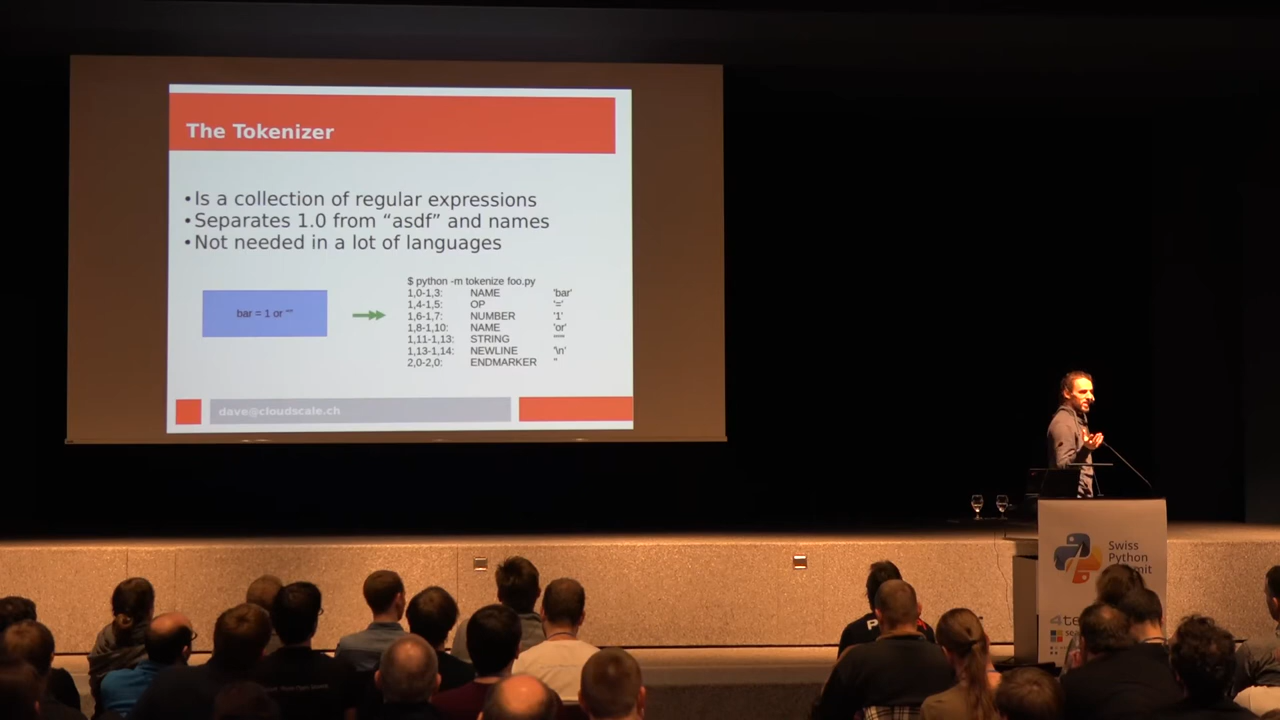 The Tokenizer
•Is a collection of regular expressions
•Separates 1.0 from “asdf” and names
•Not needed in a lot of languages
bar = 1 or ""
$ python -m tokenize foo.py
1,0-1,3: NAME 'bar'
1,4-1,5: OP '='
1,6-1,7: NUMBER '1'
1,8-1,10: NAME 'or'
1,11-1,13: STRING '""'
1,13-1,14: NEWLINE '\n'
2,0-2,0: ENDMARKER ''
dave@cloudscale.ch
Swiss
Python